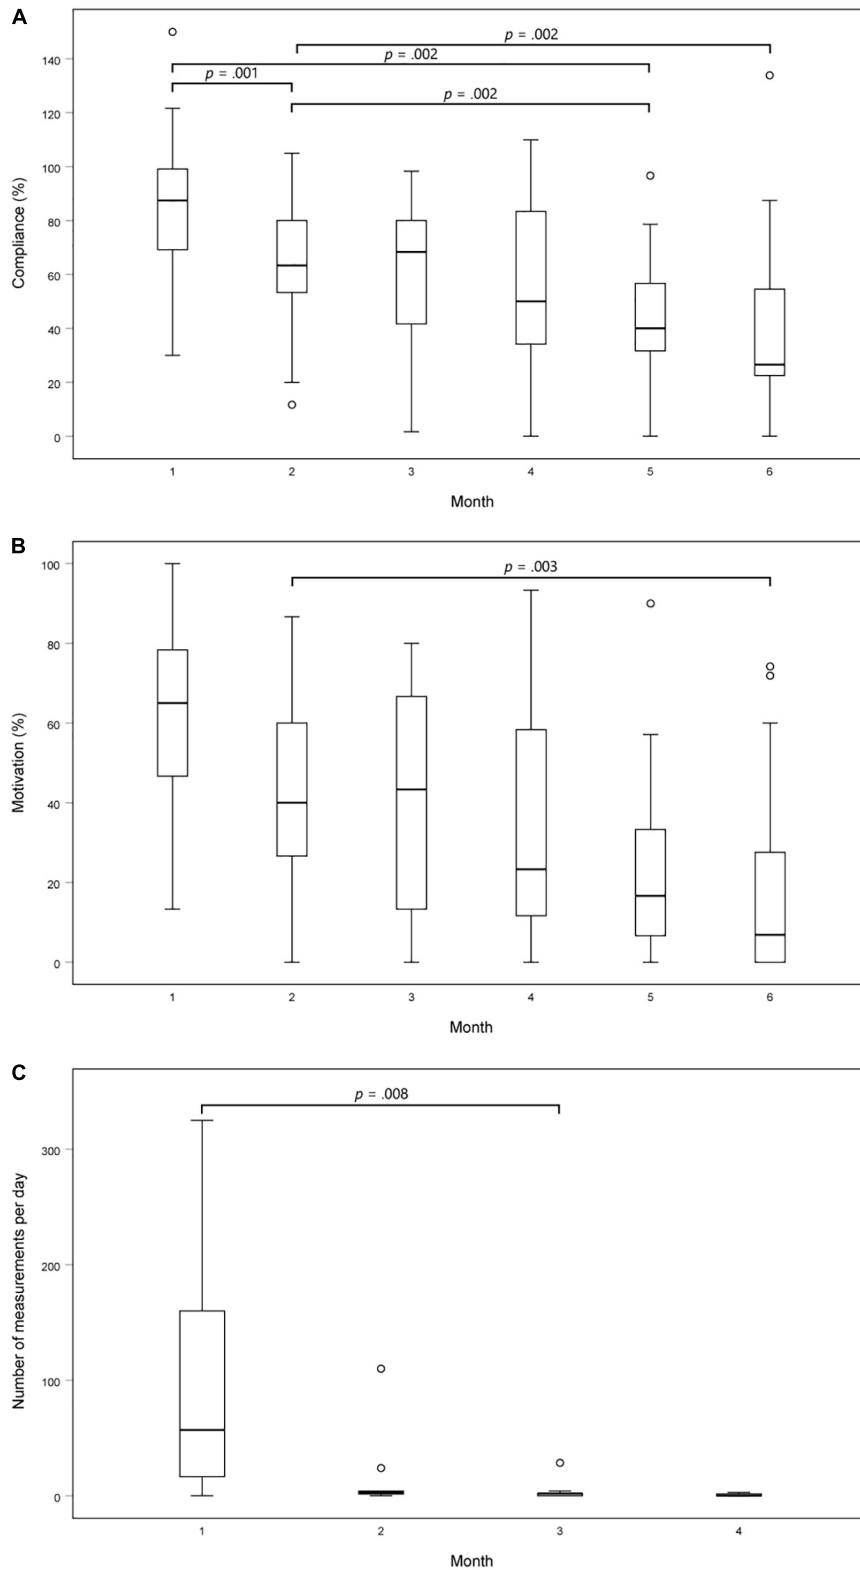 A
p = .002
p = .002
p = .001
p = .002
140
120
100
80
60
40
20
0
Compliance (%)
1 2 3 4 5 6
Month
B
p = .003
100
80
60
40
20
0
Motivation (%)
1 2 3 4 5 6
Month
C
p = .008
300
200
100
0
Number of measurements per day
1 2 3 4
Month